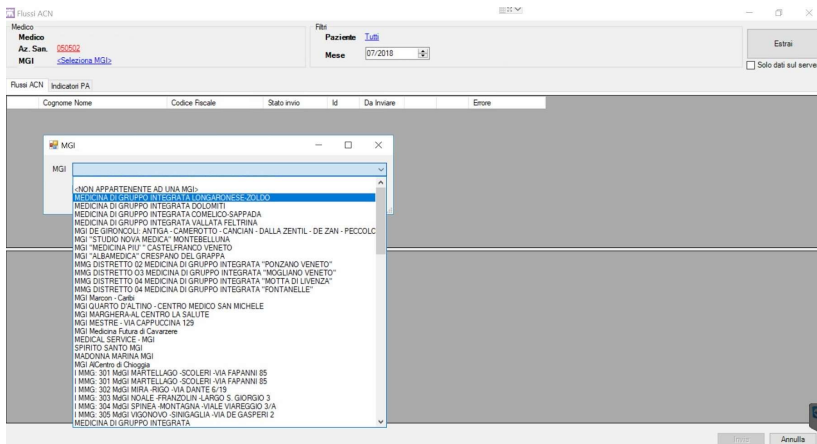 Flussi ACN
Medico
Medico
Az. San. 050502
MGI <Seleziona MGI>
Filtri
Paziente Tutti
Mese 07/2018
Estrai
Solo dati sul serve
Flussi ACN Indicatori PA
Cognome Nome Codice Fiscale Stato invio Id Da Inviare Errore
MGI
MGI
<NON APPARTENENTE AD UNA MGI>
MEDICINA DI GRUPPO INTEGRATA LONGARONESE-ZOLDO
MEDICINA DI GRUPPO INTEGRATA DOLOMITI
MEDICINA DI GRUPPO INTEGRATA COMELICO-SAPPADA
MEDICINA DI GRUPPO INTEGRATA VALLATA FELTRINA
MGI DE GIRONCOLI: ANTIGA - CAMEROTTO - CANCIAN - DALLA ZENTIL - DE ZAN - PECCOLC
MGI "STUDIO NOVA MEDICA" MONTEBELLUNA
MGI "MEDICINA PIU' " CASTELFRANCO VENETO
MGI "ALBAMEDICA" CRESPANO DEL GRAPPA
MMG DISTRETTO 02 MEDICINA DI GRUPPO INTEGRATA "PONZANO VENETO"
MMG DISTRETTO O3 MEDICINA DI GRUPPO INTEGRATA "MOGLIANO VENETO"
MMG DISTRETTO 04 MEDICINA DI GRUPPO INTEGRATA "MOTTA DI LIVENZA"
MMG DISTRETTO 04 MEDICINA DI GRUPPO INTEGRATA "FONTANELLE"
MGI Marcon - Caribi
MGI QUARTO D'ALTINO - CENTRO MEDICO SAN MICHELE
MGI MARGHERA-AL CENTRO LA SALUTE
MGI MESTRE - VIA CAPPUCCINA 129
MGI Medicina Futura di Cavarzere
MEDICAL SERVICE - MGI
SPIRITO SANTO MGI
MADONNA MARINA MGI
MGI AlCentro di Chioggia
I MMG: 301 MdGI MARTELLAGO -SCOLERI -VIA FAPANNI 85
I MMG: 301 MdGI MARTELLAGO -SCOLERI -VIA FAPANNI 85
I MMG: 302 MdGI MIRA -RIGO -VIA DANTE 6/19
I MMG: 303 MdGI NOALE -FRANZOLIN -LARGO S. GIORGIO 3
I MMG: 304 MdGI SPINEA -MONTAGNA -VIALE VIAREGGIO 3/A
I MMG: 305 MdGI VIGONOVO -SINIGAGLIA -VIA DE GASPERI 2
MEDICINA DI GRUPPO INTEGRATA
Invia Annulla